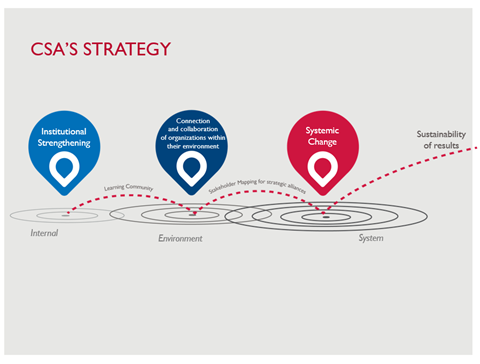 CSA'S STRATEGY
Institutional
Strengthening
Connection
and collaboration
of organizations within
their environment
Systemic
Change
Sustainability
of results
Learning Community
Stakeholder Mapping for strategic alliances
Internal
Environment
System